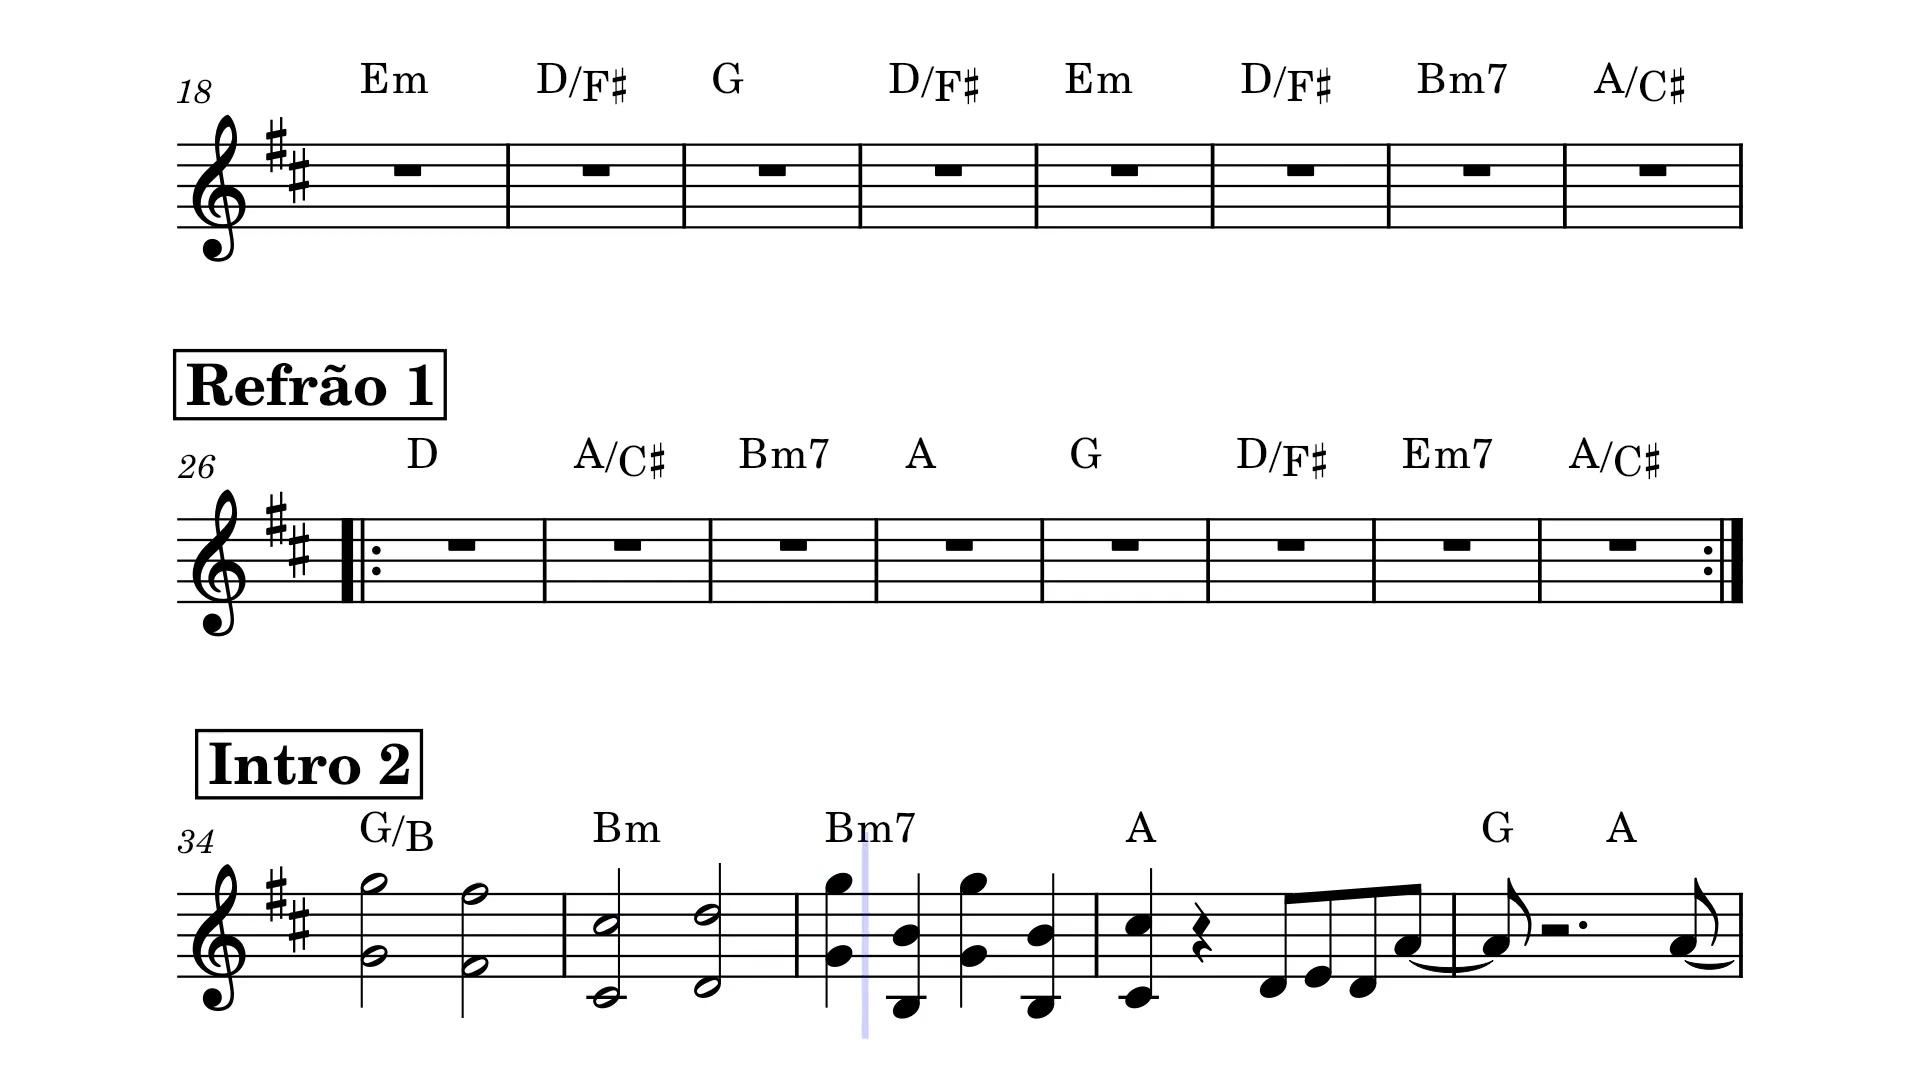 18 Em D/F♯ G D/F♯ Em D/F♯ Bm7 A/C♯
Refrão 1
26 D A/C♯ Bm7 A G D/F♯ Em7 A/C♯
Intro 2
34 G/B Bm Bm7 A G A